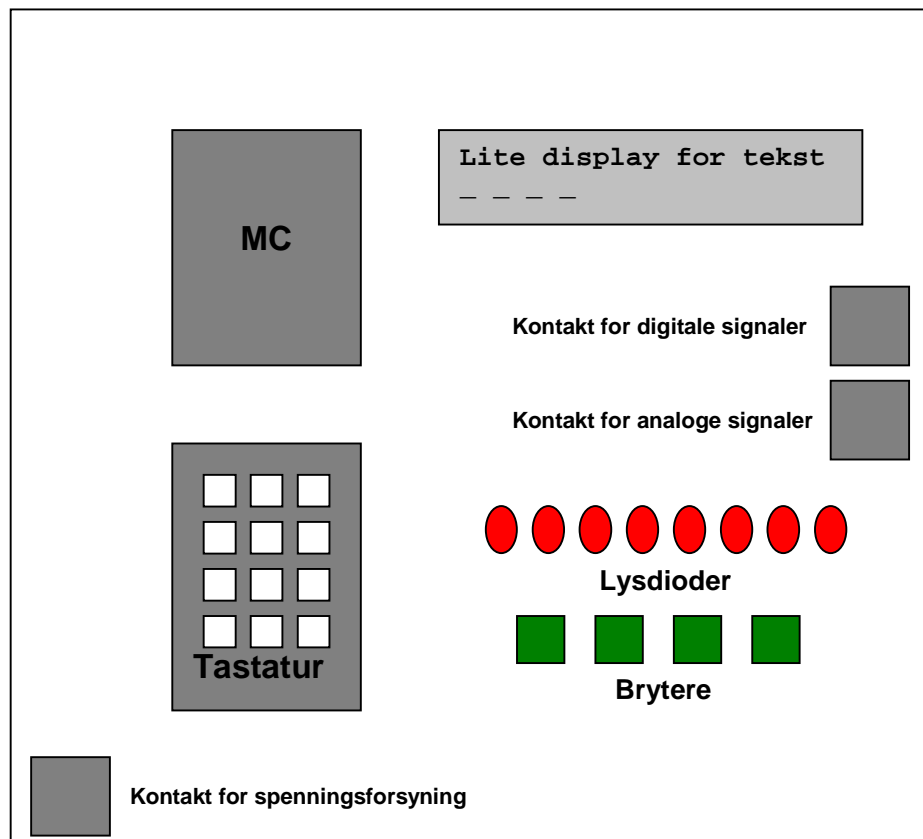 Lite display for tekst
_ _ _ _
MC
Kontakt for digitale signaler
Kontakt for analoge signaler
Lysdioder
Tastatur
Brytere
Kontakt for spenningsforsyning